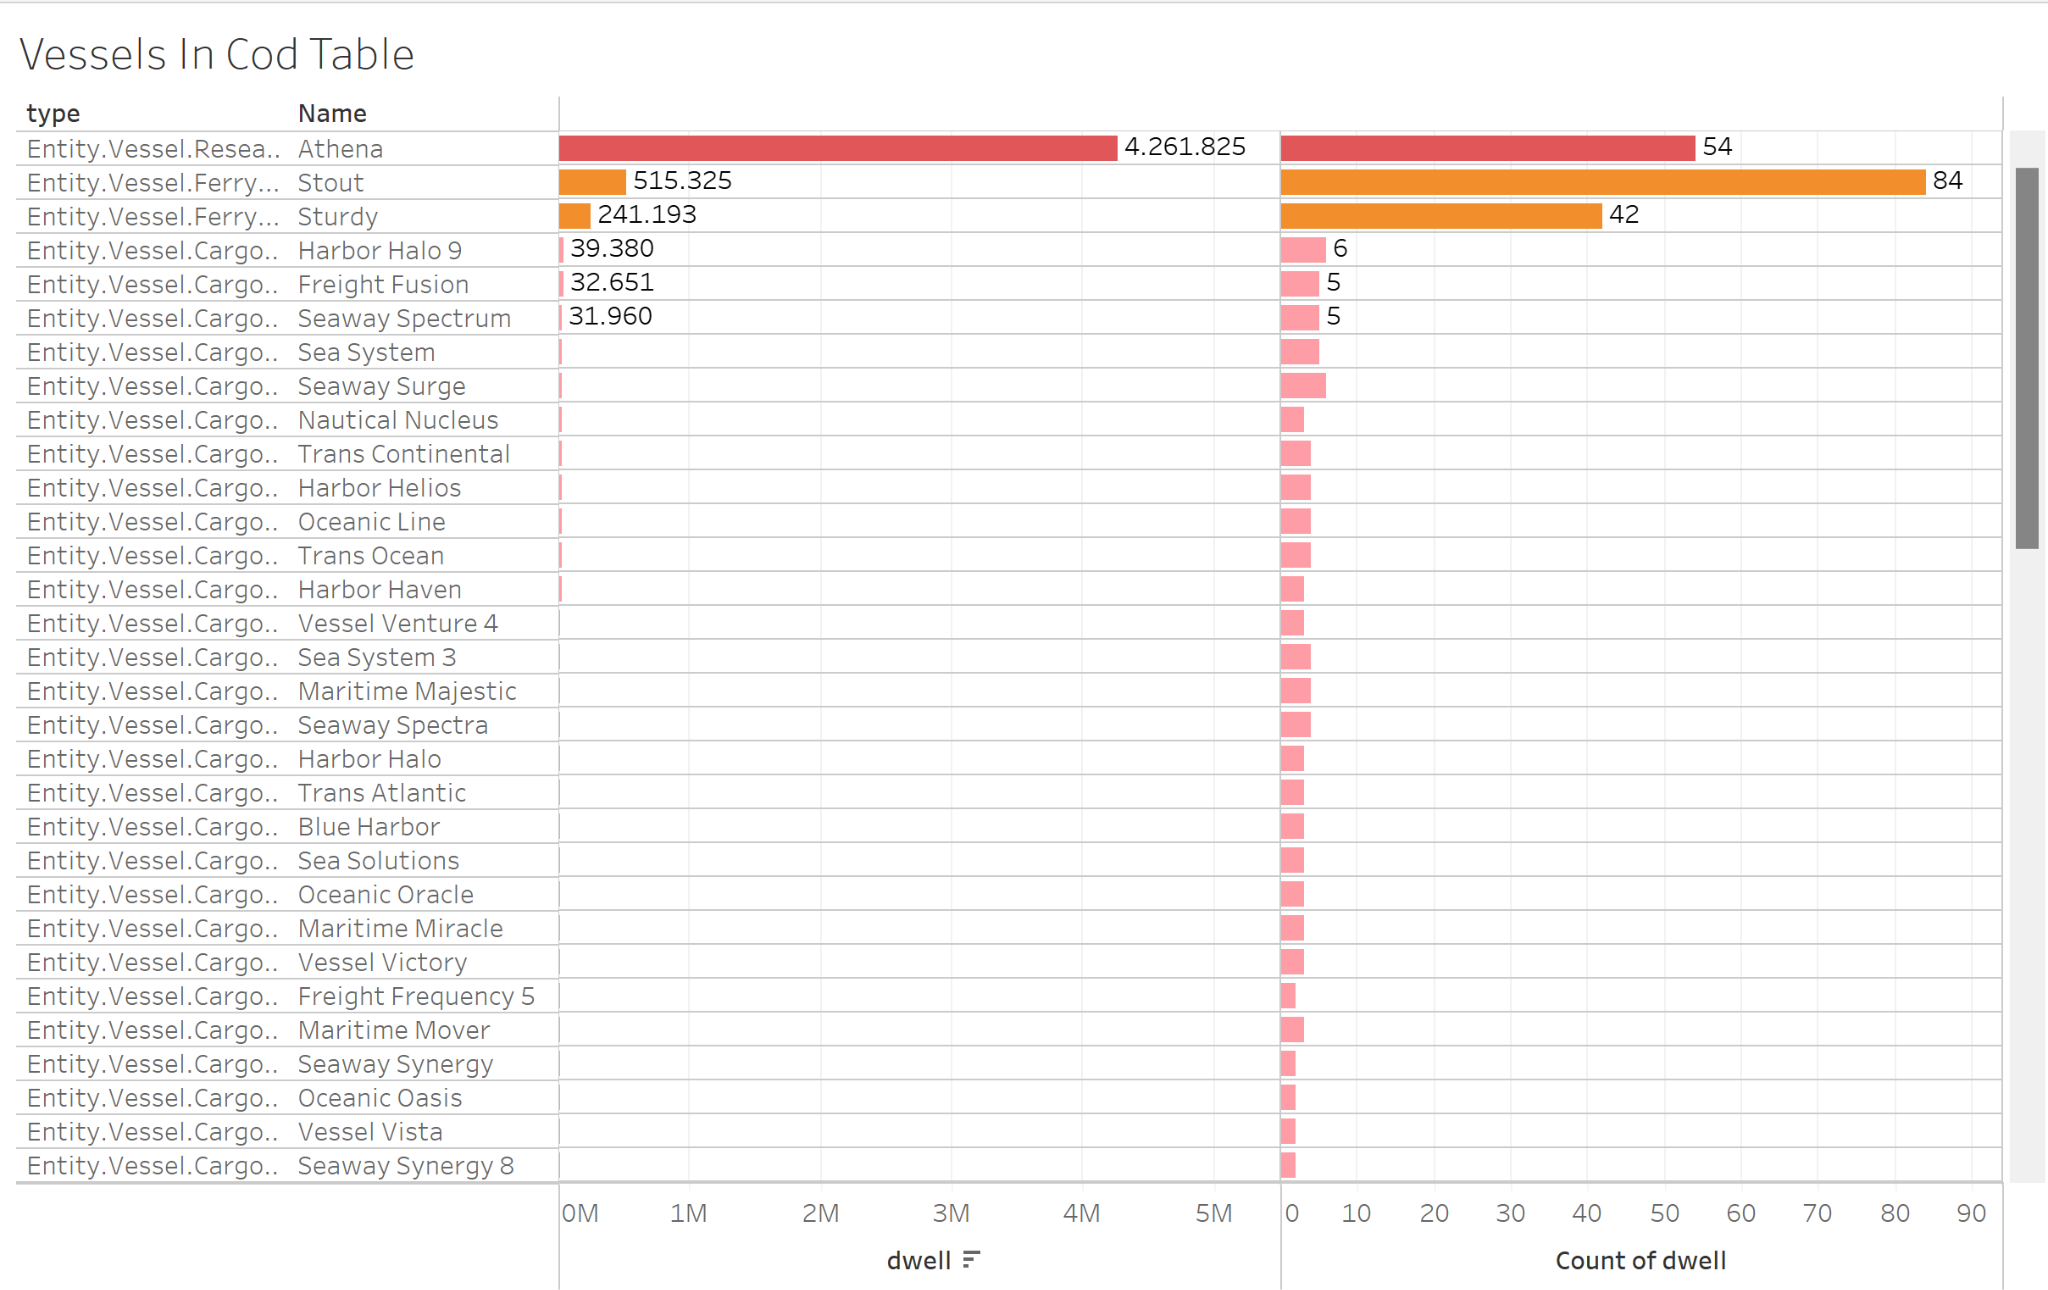 Vessels In Cod Table
type Name
Entity.Vessel.Resea.. Athena 4.261.825 54
Entity.Vessel.Ferry... Stout 515.325 84
Entity.Vessel.Ferry... Sturdy 241.193 42
Entity.Vessel.Cargo.. Harbor Halo 9 39.380 6
Entity.Vessel.Cargo.. Freight Fusion 32.651 5
Entity.Vessel.Cargo.. Seaway Spectrum 31.960 5
Entity.Vessel.Cargo.. Sea System
Entity.Vessel.Cargo.. Seaway Surge
Entity.Vessel.Cargo.. Nautical Nucleus
Entity.Vessel.Cargo.. Trans Continental
Entity.Vessel.Cargo.. Harbor Helios
Entity.Vessel.Cargo.. Oceanic Line
Entity.Vessel.Cargo.. Trans Ocean
Entity.Vessel.Cargo.. Harbor Haven
Entity.Vessel.Cargo.. Vessel Venture 4
Entity.Vessel.Cargo.. Sea System 3
Entity.Vessel.Cargo.. Maritime Majestic
Entity.Vessel.Cargo.. Seaway Spectra
Entity.Vessel.Cargo.. Harbor Halo
Entity.Vessel.Cargo.. Trans Atlantic
Entity.Vessel.Cargo.. Blue Harbor
Entity.Vessel.Cargo.. Sea Solutions
Entity.Vessel.Cargo.. Oceanic Oracle
Entity.Vessel.Cargo.. Maritime Miracle
Entity.Vessel.Cargo.. Vessel Victory
Entity.Vessel.Cargo.. Freight Frequency 5
Entity.Vessel.Cargo.. Maritime Mover
Entity.Vessel.Cargo.. Seaway Synergy
Entity.Vessel.Cargo.. Oceanic Oasis
Entity.Vessel.Cargo.. Vessel Vista
Entity.Vessel.Cargo.. Seaway Synergy 8
0M 1M 2M 3M 4M 5M 0 10 20 30 40 50 60 70 80 90
dwell Count of dwell